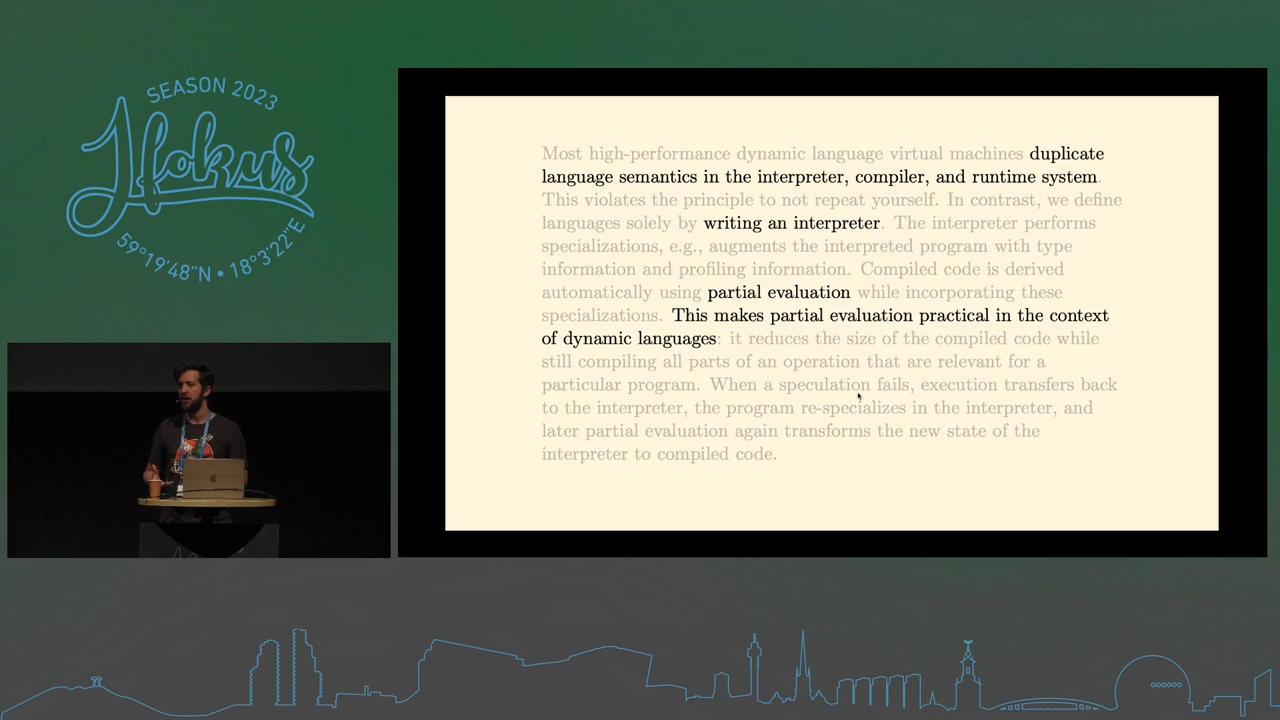 SEASON 2023
Jfokus
59°19'48"N • 18°3'22"E
Most high-performance dynamic language virtual machines duplicate
language semantics in the interpreter, compiler, and runtime system.
This violates the principle to not repeat yourself. In contrast, we define
languages solely by writing an interpreter. The interpreter performs
specializations, e.g., augments the interpreted program with type
information and profiling information. Compiled code is derived
automatically using partial evaluation while incorporating these
specializations. This makes partial evaluation practical in the context
of dynamic languages: it reduces the size of the compiled code while
still compiling all parts of an operation that are relevant for a
particular program. When a speculation fails, execution transfers back
to the interpreter, the program re-specializes in the interpreter, and
later partial evaluation again transforms the new state of the
interpreter to compiled code.